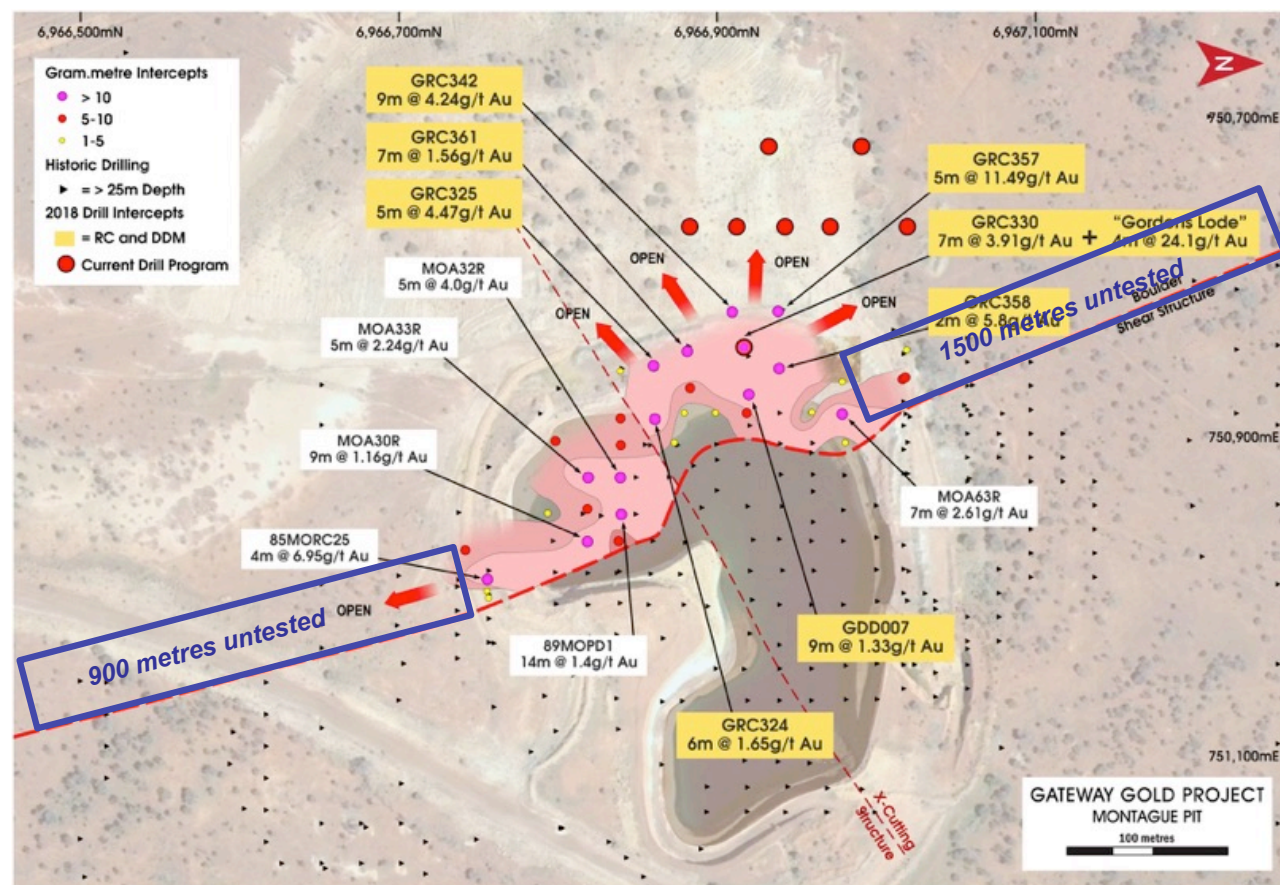 6,966,500mN
6,966,700mN
6,966,900mN
6,967,100mN
Gram.metre Intercepts
> 10
5-10
1-5
Historic Drilling
= > 25m Depth
2018 Drill Intercepts
= RC and DDM
Current Drill Program
GRC342
9m @ 4.24g/t Au
GRC361
7m @ 1.56g/t Au
GRC325
5m @ 4.47g/t Au
N
750,700mE
GRC357
5m @ 11.49g/t Au
GRC330
7m @ 3.91g/t Au
+
"Gordons Lode"
4m @ 24.1g/t Au
MOA32R
5m @ 4.0g/t Au
OPEN
OPEN
OPEN
OPEN
GRC358
2m @ 5.8g/t Au
1500 metres untested
Boulder
Shear Structure
MOA33R
5m @ 2.24g/t Au
MOA30R
9m @ 1.16g/t Au
750,900mE
MOA63R
7m @ 2.61g/t Au
85MORC25
4m @ 6.95g/t Au
OPEN
900 metres untested
89MOPD1
14m @ 1.4g/t Au
GDD007
9m @ 1.33g/t Au
GRC324
6m @ 1.65g/t Au
751,100mE
X-Cutting
Structure
GATEWAY GOLD PROJECT
MONTAGUE PIT
100 metres